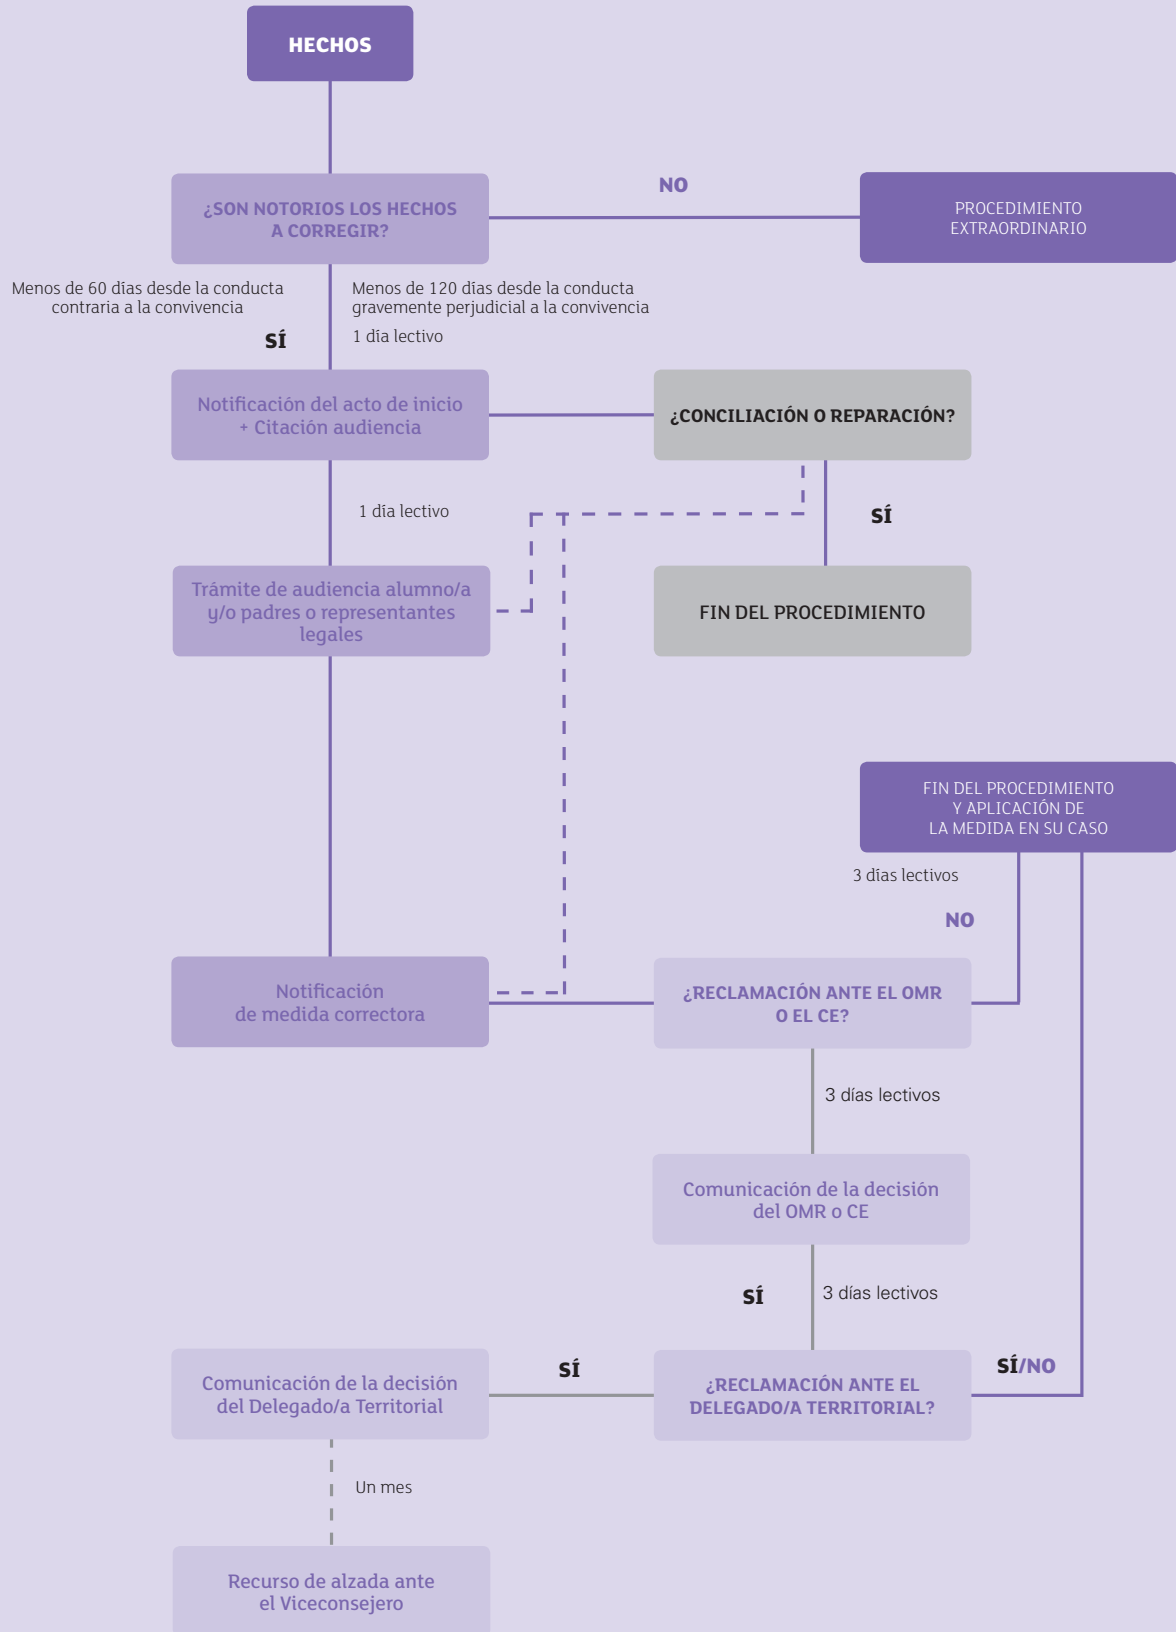 HECHOS
¿SON NOTORIOS LOS HECHOS
A CORREGIR?
NO
PROCEDIMIENTO
EXTRAORDINARIO
Menos de 60 días desde la conducta
contraria a la convivencia
Menos de 120 días desde la conducta
gravemente perjudicial a la convivencia
SÍ
1 día lectivo
Notificación del acto de inicio
+ Citación audiencia
¿CONCILIACIÓN O REPARACIÓN?
1 día lectivo
SÍ
Trámite de audiencia alumno/a
y/o padres o representantes
legales
FIN DEL PROCEDIMIENTO
FIN DEL PROCEDIMIENTO
Y APLICACIÓN DE
LA MEDIDA EN SU CASO
3 días lectivos
NO
Notificación
de medida correctora
¿RECLAMACIÓN ANTE EL OMR
O EL CE?
3 días lectivos
Comunicación de la decisión
del OMR o CE
SÍ
3 días lectivos
Comunicación de la decisión
del Delegado/a Territorial
SÍ
¿RECLAMACIÓN ANTE EL
DELEGADO/A TERRITORIAL?
SÍ/NO
Un mes
Recurso de alzada ante
el Viceconsejero